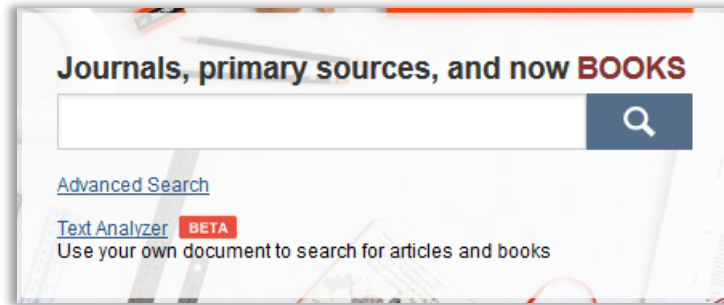 Journals, primary sources, and now BOOKS
Advanced Search
Text Analyzer BETA
Use your own document to search for articles and books